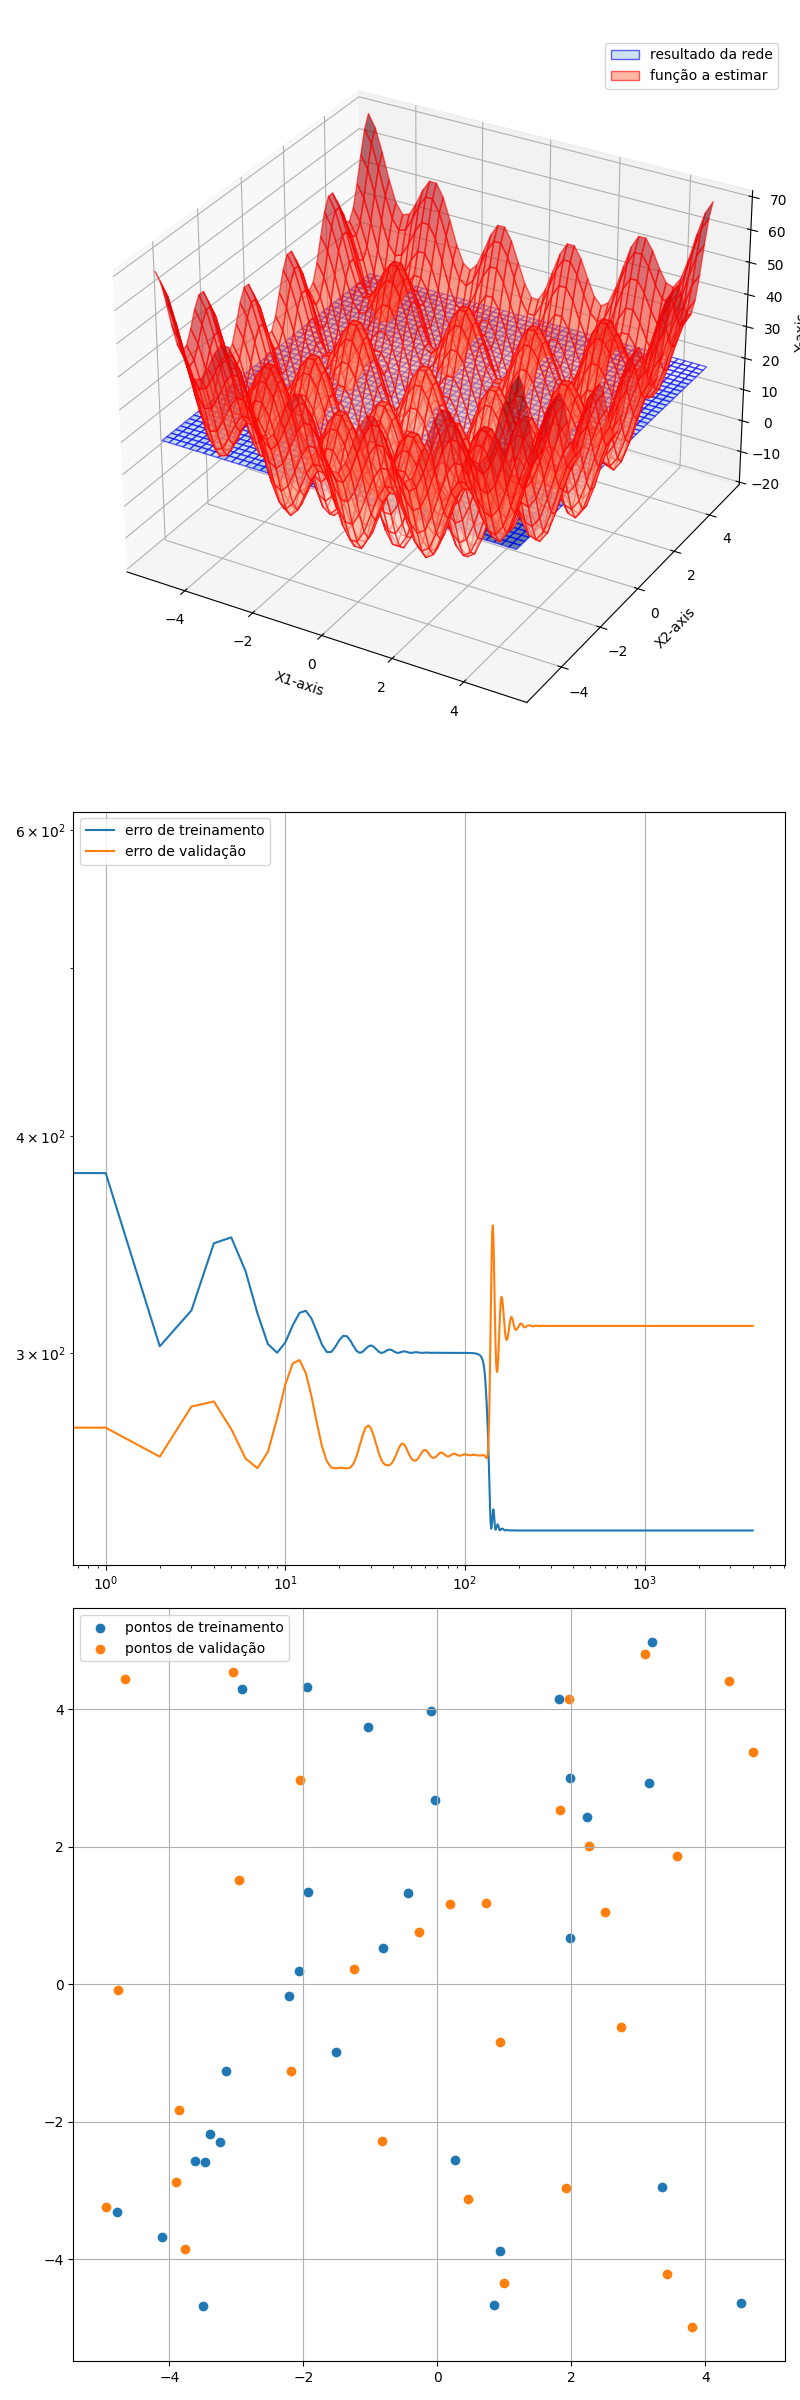 resultado da rede
função a estimar
70
60
50
40
30
20
10
0
−10
−20
4
2
0
−2
−4
X2-axis
−4
−2
0
2
4
X1-axis
6 × 10²
4 × 10²
3 × 10²
erro de treinamento
erro de validação
10⁰ 10¹ 10² 10³
pontos de treinamento
pontos de validação
4
2
0
−2
−4
−4 −2 0 2 4